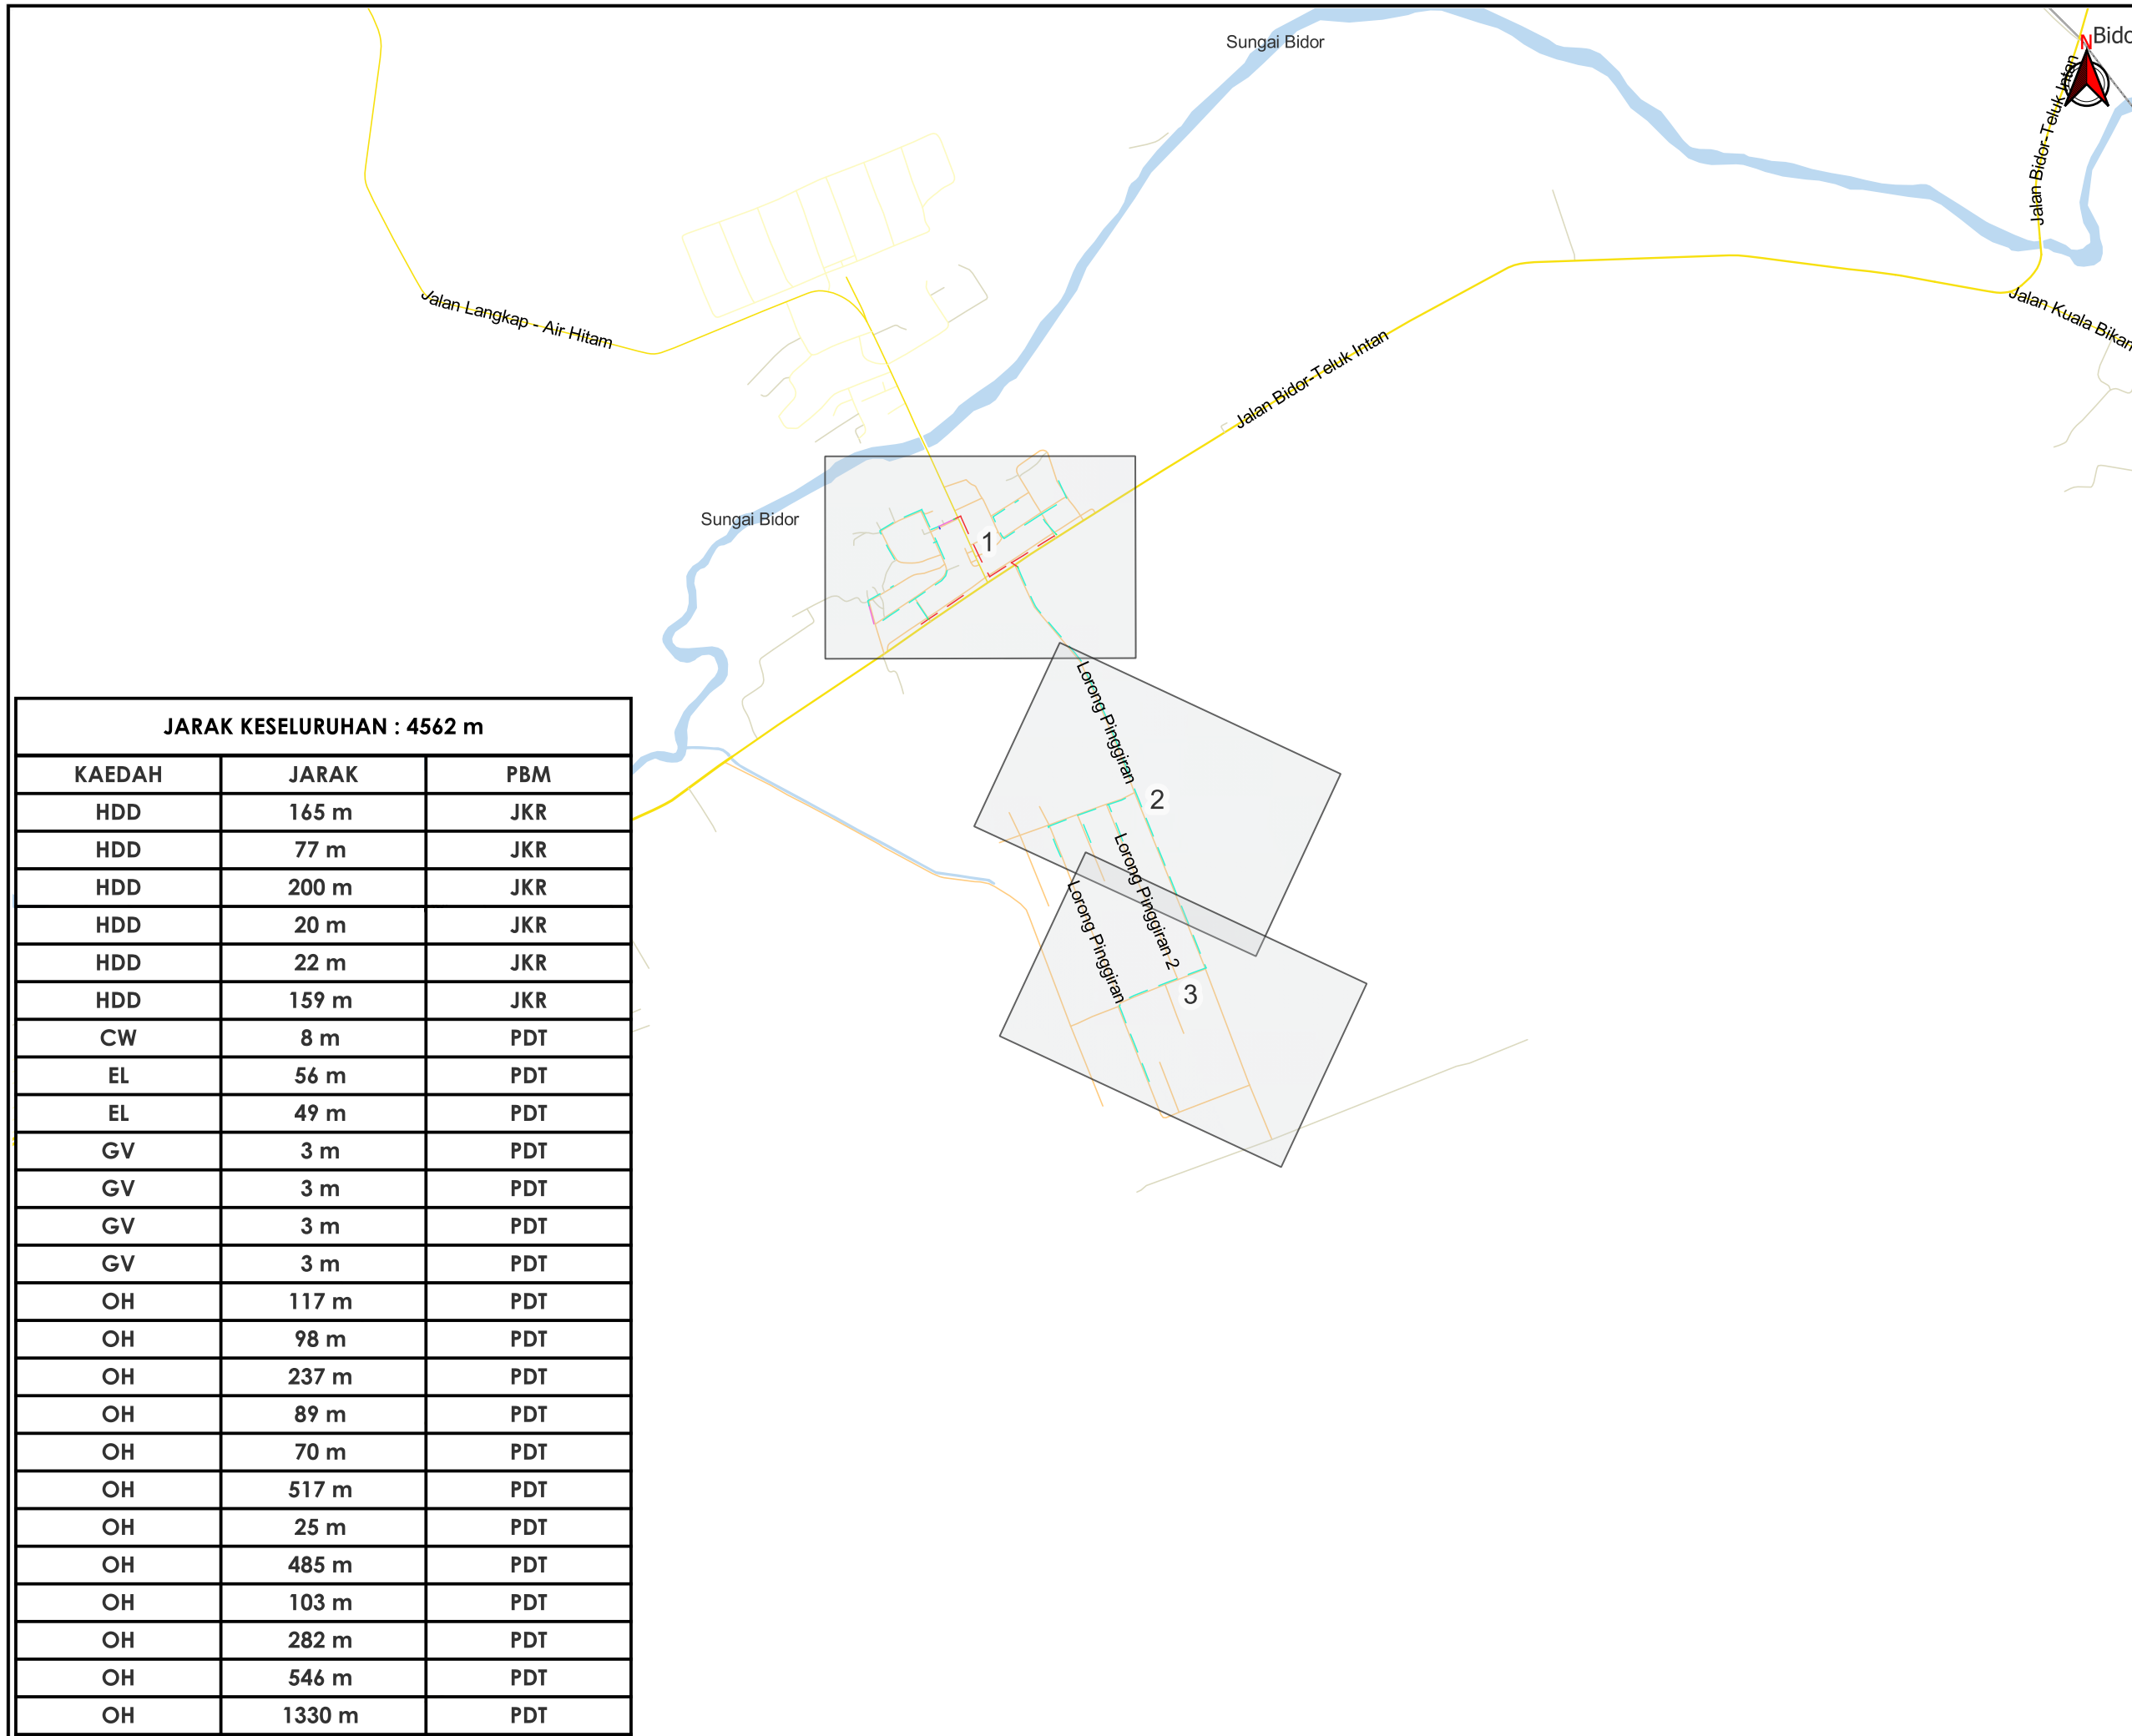 Sungai Bidor
N
Jalan Bidor-Teluk Intan
Jalan Langkap - Air Hitam
Jalan Kuala Bikam
Jalan Bidor-Teluk Intan
Sungai Bidor
1
Lorong Pinggiran
2
Lorong Pinggiran 2
Lorong Pinggiran
3
JARAK KESELURUHAN : 4562 m
KAEDAH JARAK PBM
HDD 165 m JKR
HDD 77 m JKR
HDD 200 m JKR
HDD 20 m JKR
HDD 22 m JKR
HDD 159 m JKR
CW 8 m PDT
EL 56 m PDT
EL 49 m PDT
GV 3 m PDT
GV 3 m PDT
GV 3 m PDT
GV 3 m PDT
OH 117 m PDT
OH 98 m PDT
OH 237 m PDT
OH 89 m PDT
OH 70 m PDT
OH 517 m PDT
OH 25 m PDT
OH 485 m PDT
OH 103 m PDT
OH 282 m PDT
OH 546 m PDT
OH 1330 m PDT